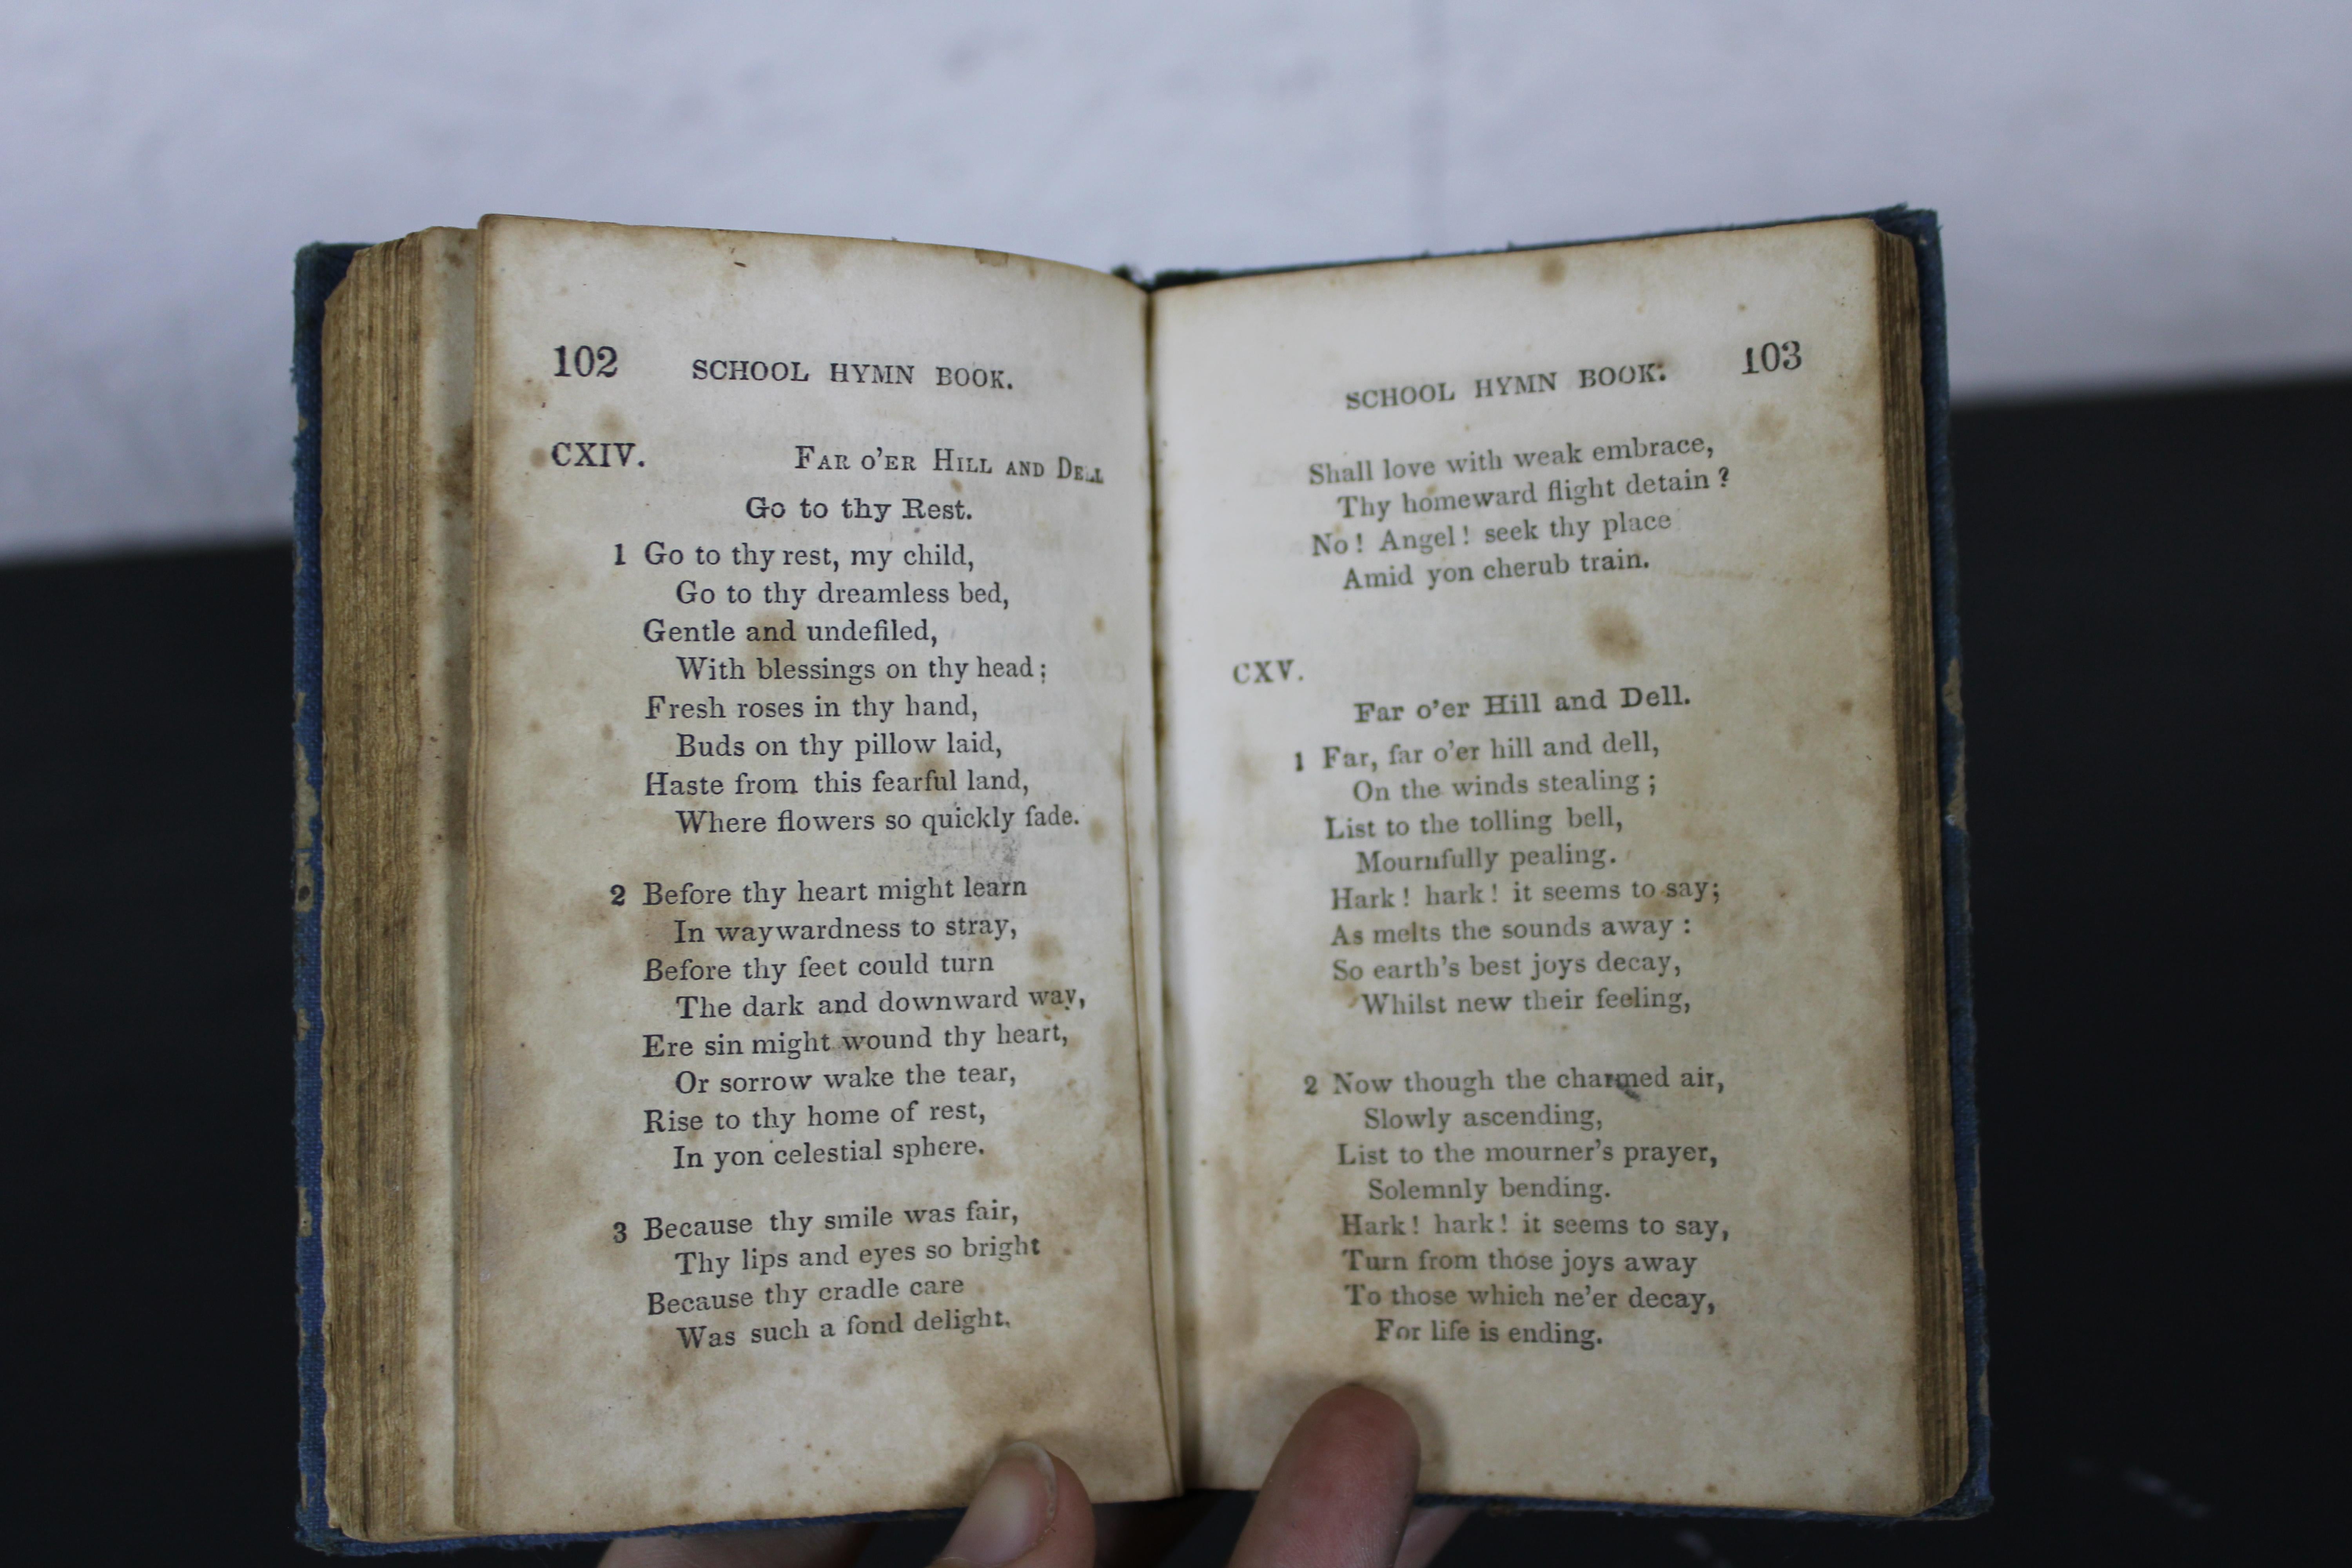 102 SCHOOL HYMN BOOK.
CXIV. FAR O'ER HILL AND DELL
Go to thy Rest.
1 Go to thy rest, my child,
Go to thy dreamless bed,
Gentle and undefiled,
With blessings on thy head;
Fresh roses in thy hand,
Buds on thy pillow laid,
Haste from this fearful land,
Where flowers so quickly fade.
2 Before thy heart might learn
In waywardness to stray,
Before thy feet could turn
The dark and downward way,
Ere sin might wound thy heart,
Or sorrow wake the tear,
Rise to thy home of rest,
In yon celestial sphere.
3 Because thy smile was fair,
Thy lips and eyes so bright
Because thy cradle care
Was such a fond delight.
SCHOOL HYMN BOOK. 103
Shall love with weak embrace,
Thy homeward flight detain?
No! Angel! seek thy place
Amid yon cherub train.
CXV.
Far o'er Hill and Dell.
1 Far, far o'er hill and dell,
On the winds stealing;
List to the tolling bell,
Mournfully pealing.
Hark! hark! it seems to say;
As melts the sounds away:
So earth's best joys decay,
Whilst new their feeling,
2 Now though the charmed air,
Slowly ascending,
List to the mourner's prayer,
Solemnly bending.
Hark! hark! it seems to say,
Turn from those joys away
To those which ne'er decay,
For life is ending.